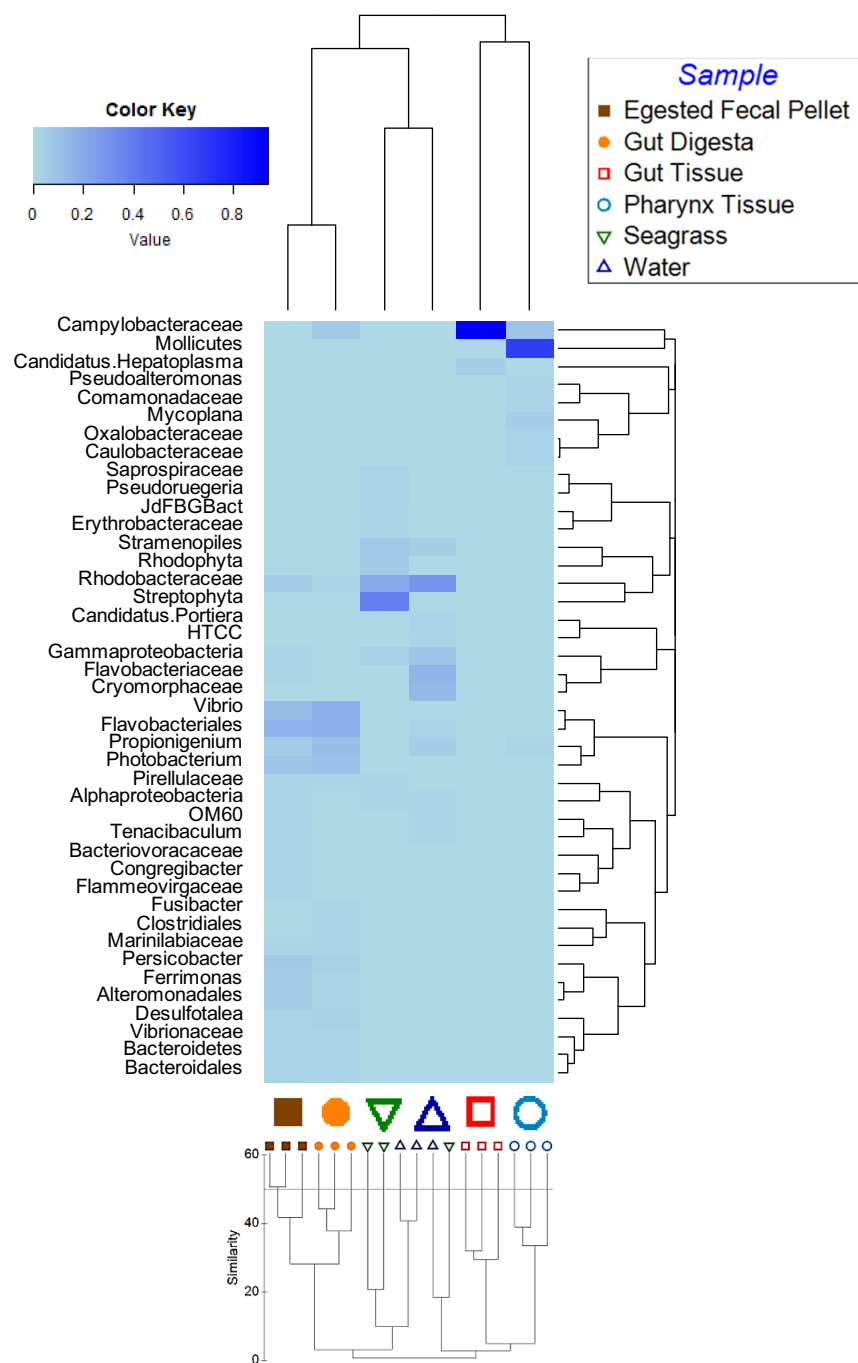 Color Key
0 0.2 0.4 0.6 0.8
Value
Sample
Egested Fecal Pellet
Gut Digesta
Gut Tissue
Pharynx Tissue
Seagrass
Water
Campylobacteraceae
Mollicutes
Candidatus.Hepatoplasma
Pseudoalteromonas
Comamonadaceae
Mycoplana
Oxalobacteraceae
Caulobacteraceae
Saprospiraceae
Pseudoruegeria
JdFBGBact
Erythrobacteraceae
Stramenopiles
Rhodophyta
Rhodobacteraceae
Streptophyta
Candidatus.Portiera
HTCC
Gammaproteobacteria
Flavobacteriaceae
Cryomorphaceae
Vibrio
Flavobacteriales
Propionigenium
Photobacterium
Pirellulaceae
Alphaproteobacteria
OM60
Tenacibaculum
Bacteriovoracaceae
Congregibacter
Flammeovirgaceae
Fusibacter
Clostridiales
Marinilabiaceae
Persicobacter
Ferrimonas
Alteromonadales
Desulfotalea
Vibrionaceae
Bacteroidetes
Bacteroidales
60
40
20
0
Similarity